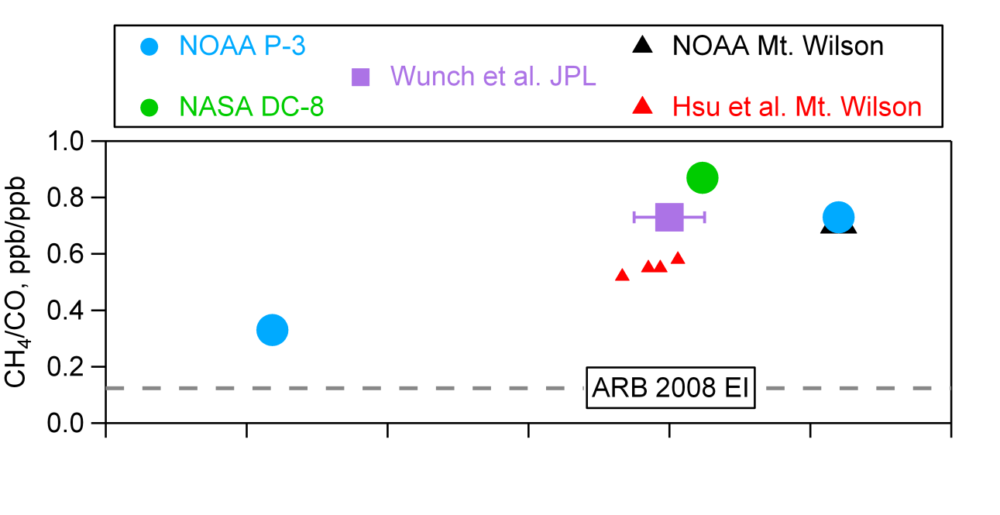 NOAA P-3
NOAA Mt. Wilson
Wunch et al. JPL
NASA DC-8
Hsu et al. Mt. Wilson
1.0
0.8
0.6
0.4
0.2
0.0
CH₄/CO, ppb/ppb
ARB 2008 EI